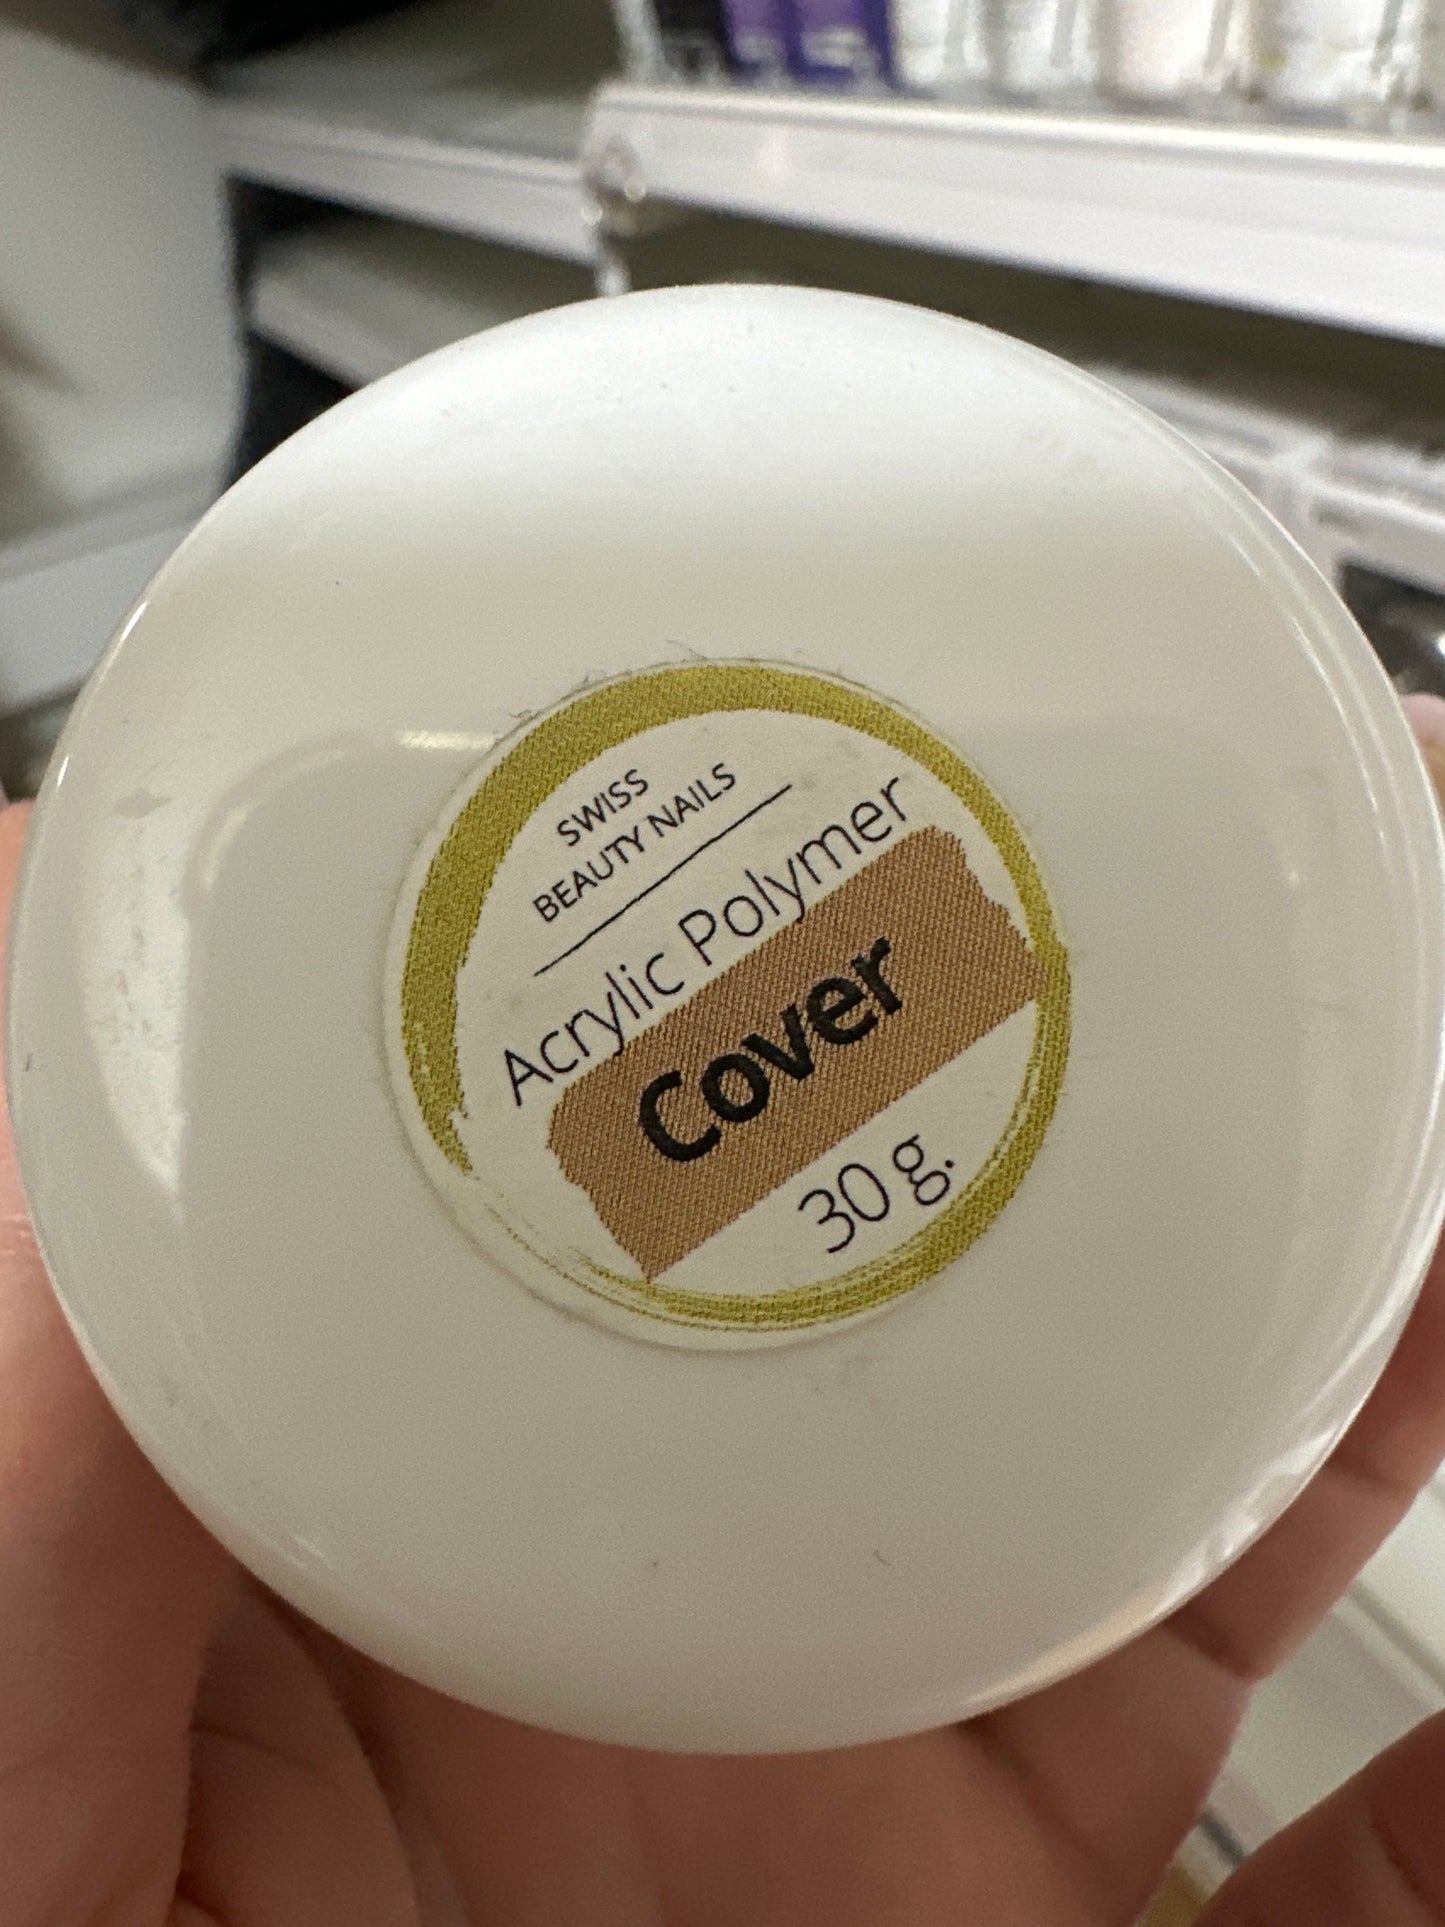 SWISS
BEAUTY NAILS
Acrylic Polymer
Cover
30 g.